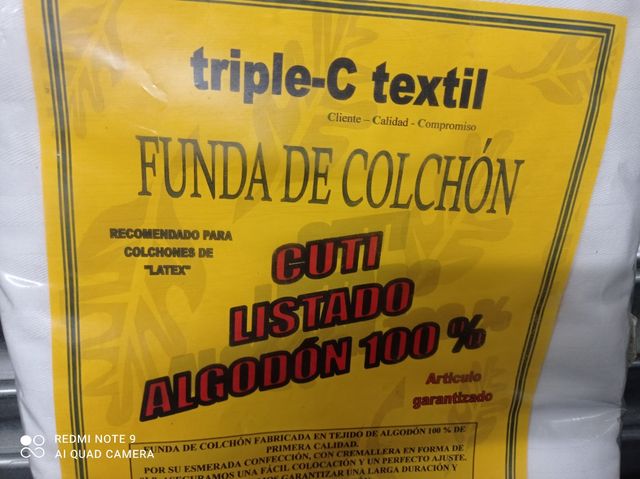 triple-C textil
Cliente – Calidad - Compromiso
FUNDA DE COLCHÓN
RECOMENDADO PARA
COLCHONES DE
"LATEX"
CUTI
LISTADO
ALGODÓN 100 %
Articulo
garantizado
FUNDA DE COLCHÓN FABRICADA EN TEJIDO DE ALGODÓN 100 % DE
PRIMERA CALIDAD.
POR SU ESMERADA CONFECCIÓN, CON CREMALLERA EN FORMA DE
ASEGURAMOS UNA FÁCIL COLOCACIÓN Y UN PERFECTO AJUSTE.
GARANTIZAR UNA LARGA DURACIÓN Y
REDMI NOTE 9
AI QUAD CAMERA